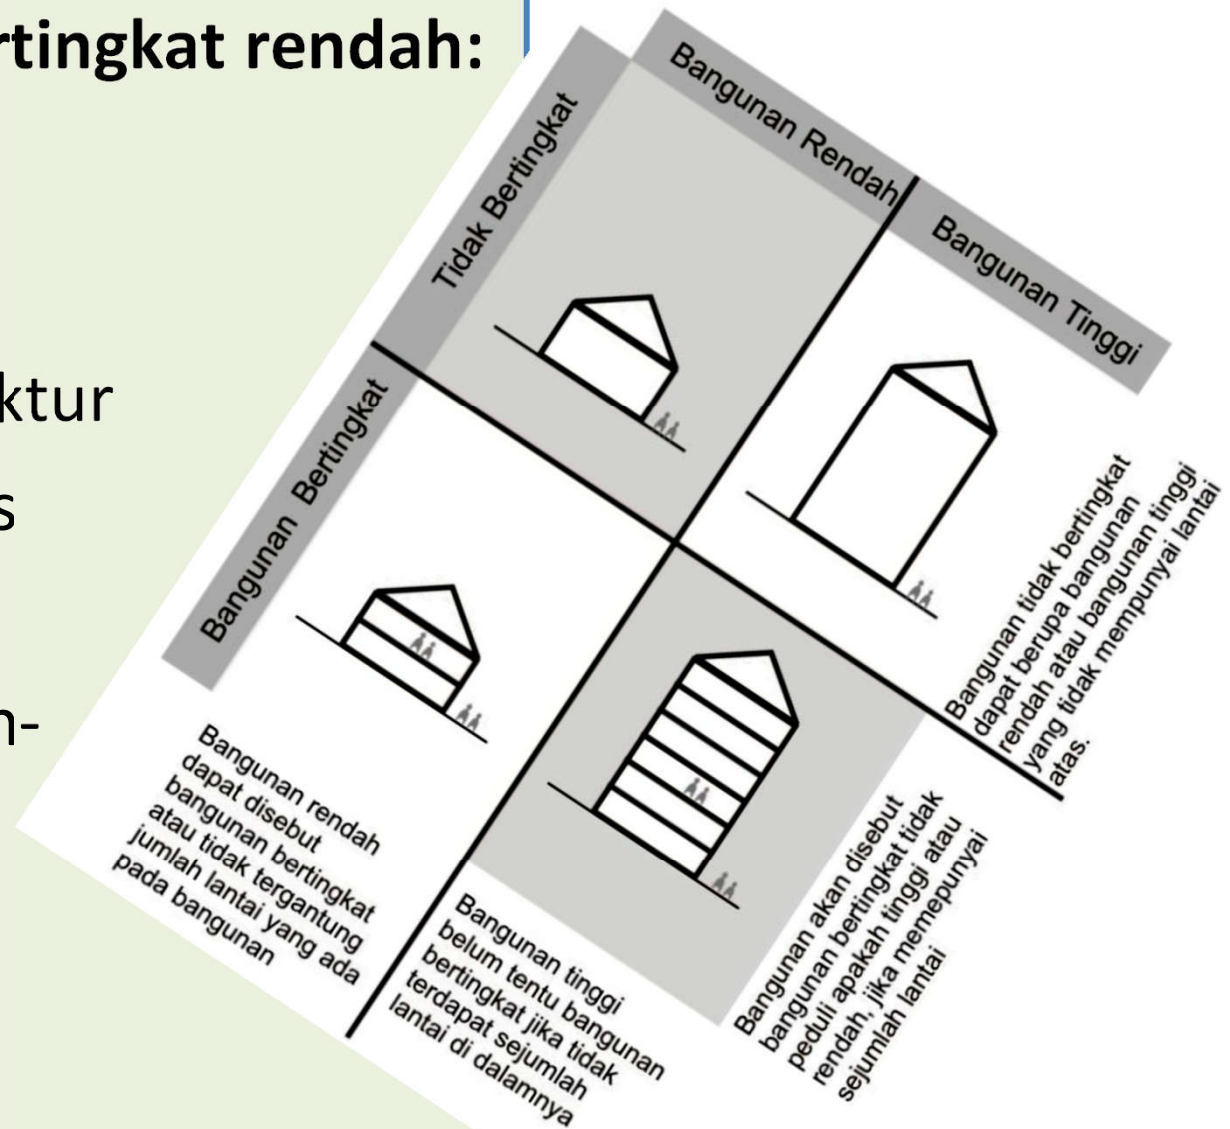 rtingkat rendah:
ktur
s
n-
Bangunan Rendah
Bangunan Tinggi
Tidak Bertingkat
Bangunan Bertingkat
Bangunan tidak bertingkat
dapat berupa bangunan
rendah atau bangunan tinggi
yang tidak mempunyai lantai
atas.
Bangunan akan disebut
bangunan bertingkat tidak
peduli apakah tinggi atau
rendah, jika memepunyai
sejumlah lantai
Bangunan rendah
dapat disebut
bangunan bertingkat
atau tidak tergantung
jumlah lantai yang ada
pada bangunan
Bangunan tinggi
belum tentu bangunan
bertingkat jika tidak
terdapat sejumlah
lantai di dalamnya